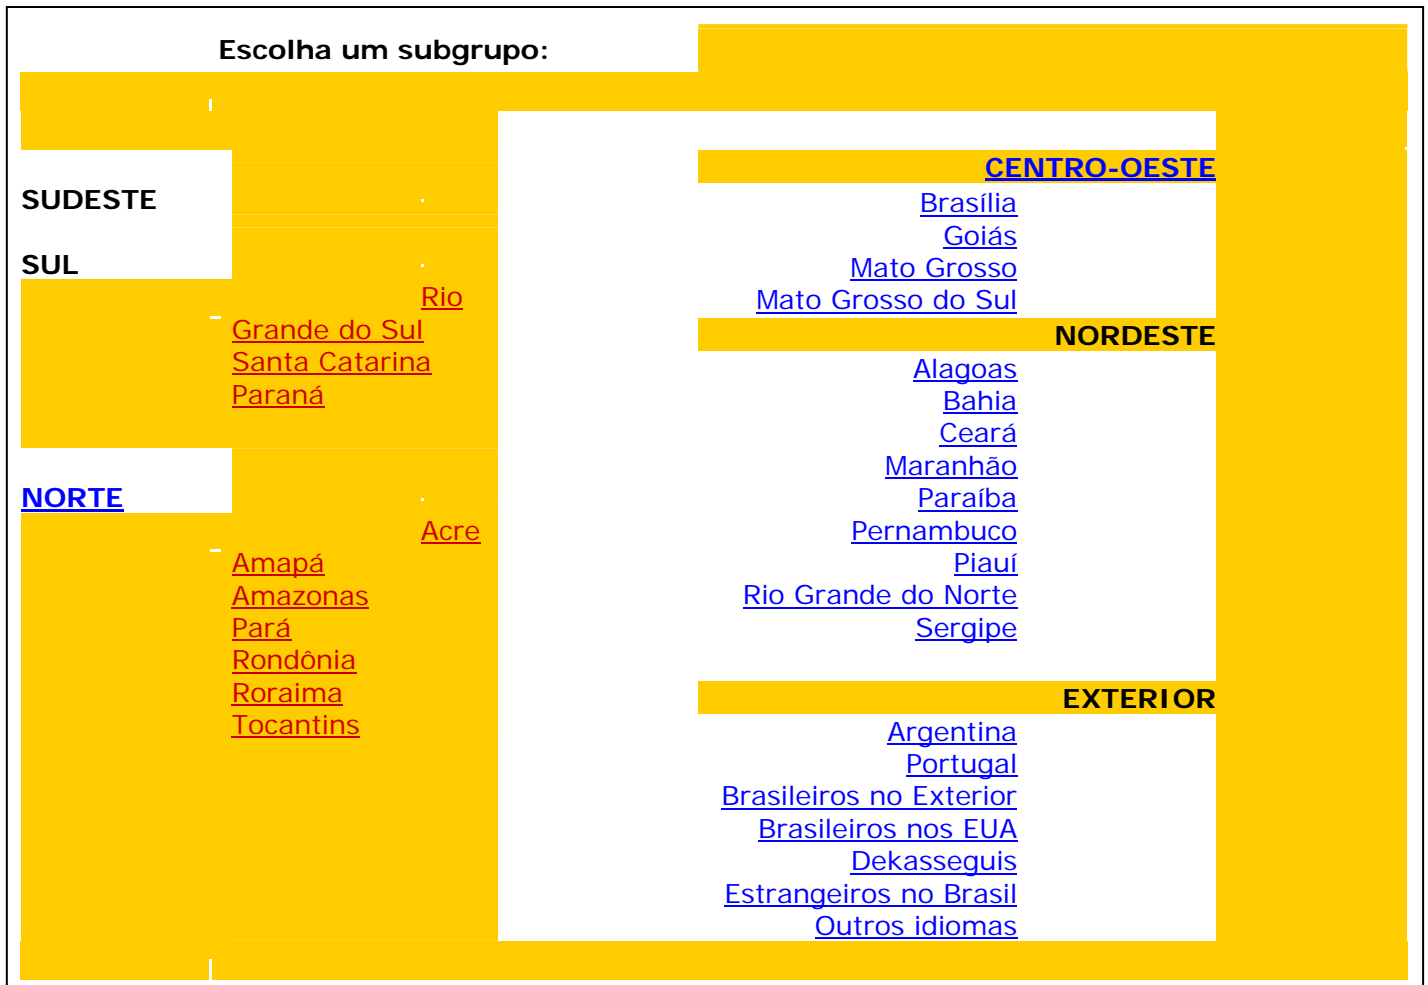 Escolha um subgrupo:
SUDESTE
SUL
Rio
Grande do Sul
Santa Catarina
Paraná
NORTE
Acre
Amapá
Amazonas
Pará
Rondônia
Roraima
Tocantins
CENTRO-OESTE
Brasília
Goiás
Mato Grosso
Mato Grosso do Sul
NORDESTE
Alagoas
Bahia
Ceará
Maranhão
Paraíba
Pernambuco
Piauí
Rio Grande do Norte
Sergipe
EXTERIOR
Argentina
Portugal
Brasileiros no Exterior
Brasileiros nos EUA
Dekasseguis
Estrangeiros no Brasil
Outros idiomas